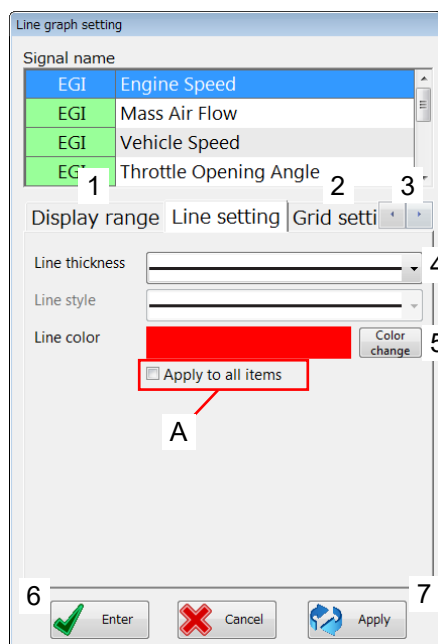 Line graph setting
Signal name
EGI Engine Speed
EGI Mass Air Flow
EGI Vehicle Speed
EG Throttle Opening Angle
1 2 3
Display range Line setting Grid setti
Line thickness 4
Line style
Line color Color change 5
Apply to all items
A
6 7
Enter Cancel Apply